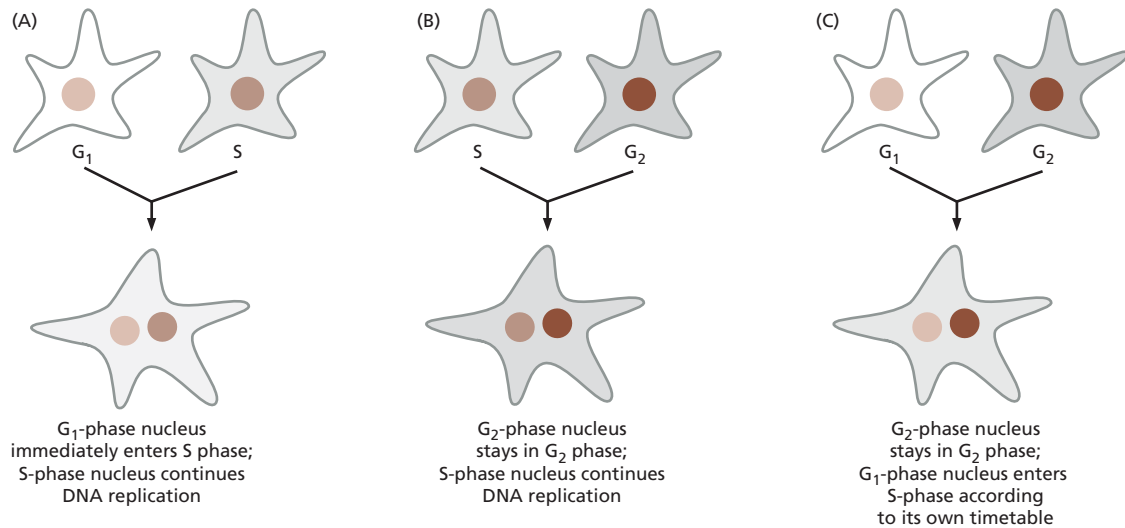 (A)
G₁
S
G₁-phase nucleus
immediately enters S phase;
S-phase nucleus continues
DNA replication
(B)
S
G₂
G₂-phase nucleus
stays in G₂ phase;
S-phase nucleus continues
DNA replication
(C)
G₁
G₂
G₂-phase nucleus
stays in G₂ phase;
G₁-phase nucleus enters
S-phase according
to its own timetable